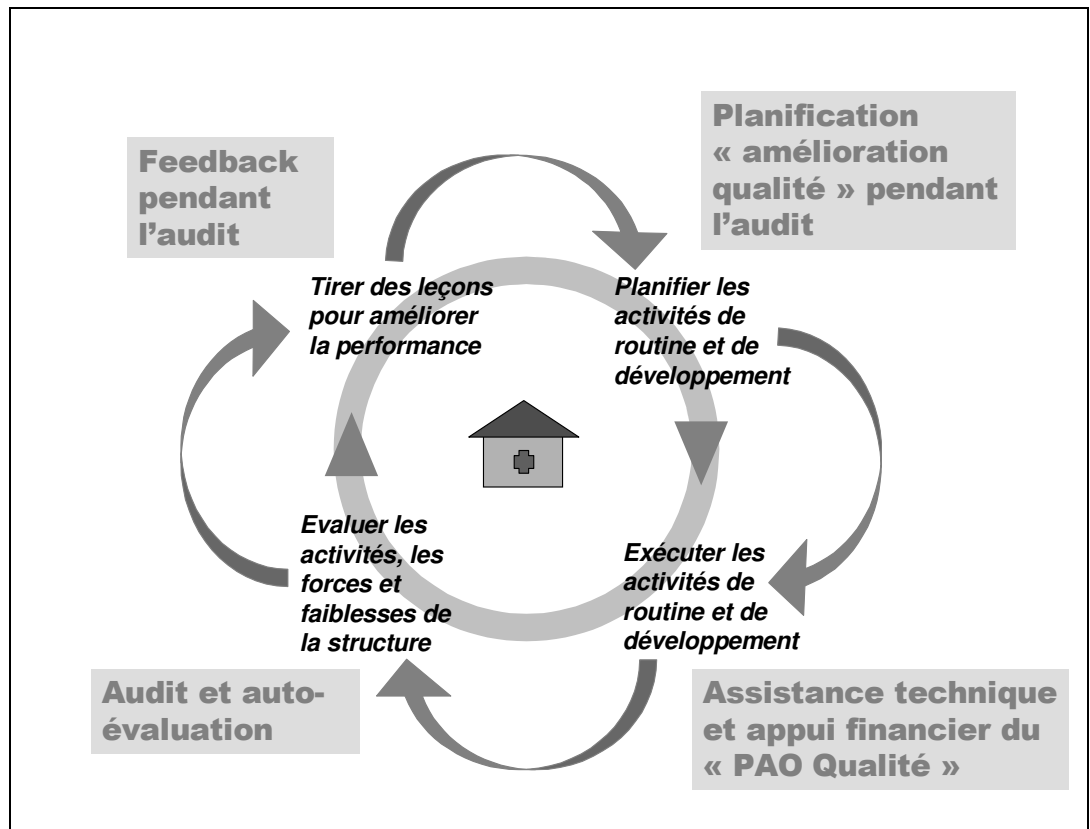 Feedback
pendant
l’audit
Planification
« amélioration
qualité » pendant
l’audit
Tirer des leçons
pour améliorer
la performance
Planifier les
activités de
routine et de
développement
Evaluer les
activités, les
forces et
faiblesses de
la structure
Exécuter les
activités de
routine et de
développement
Audit et auto-
évaluation
Assistance technique
et appui financier du
« PAO Qualité »